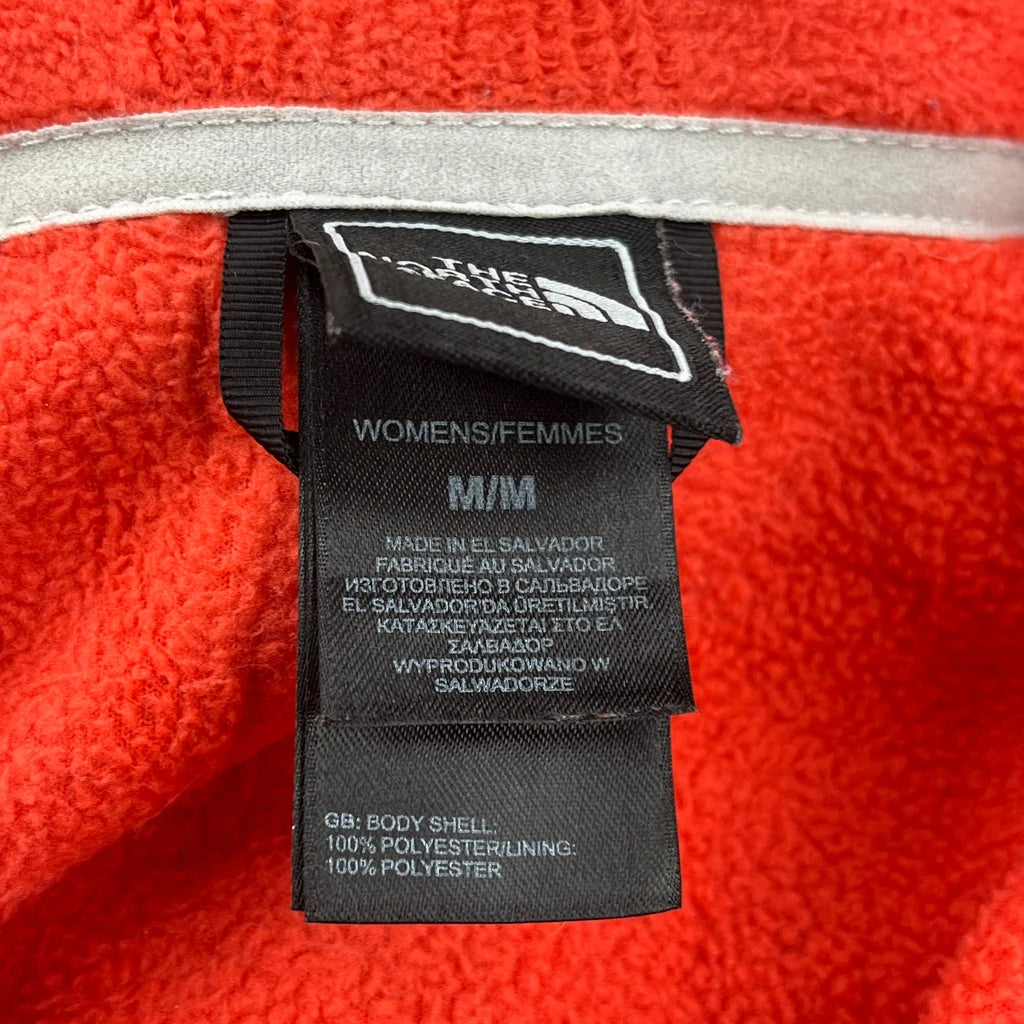 THE
NORTH
FACE
WOMENS/FEMMES
M/M
MADE IN EL SALVADOR
FABRIQUÉ AU SALVADOR
ИЗГОТОВЛЕНО В САЛЬВАДОРЕ
EL SALVADOR'DA ÜRETILMIŞTIR
ΚΑΤΑΣΚΕΥΑΖΕΤΑΙ ΣΤΟ ΕΛ
ΣΑΛΒΑΔΟΡ
WYPRODUKOWANO W
SALWADORZE
GB: BODY SHELL:
100% POLYESTER/LINING:
100% POLYESTER